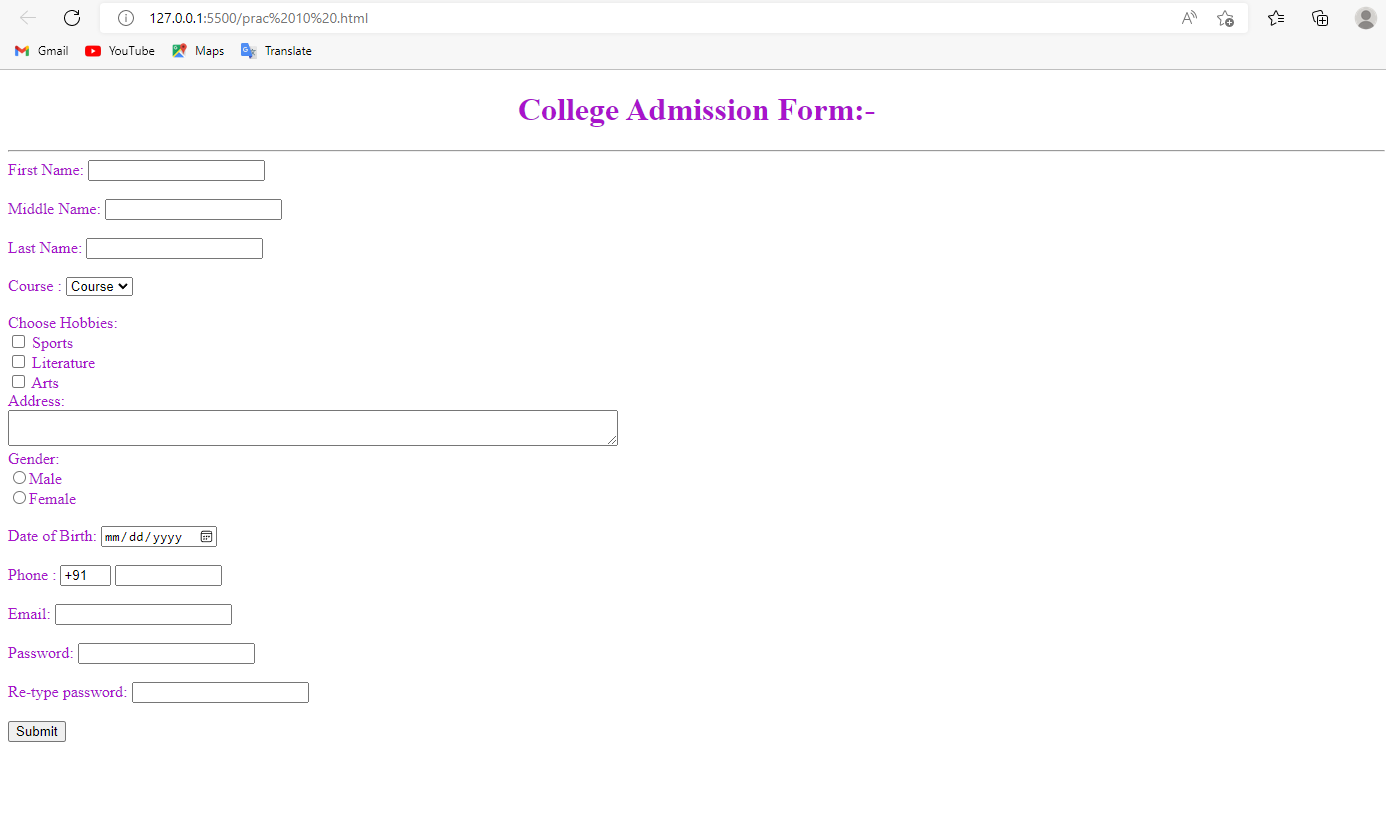 127.0.0.1:5500/prac%2010%20.html
Gmail YouTube Maps Translate
College Admission Form:-
First Name:
Middle Name:
Last Name:
Course : Course
Choose Hobbies:
Sports
Literature
Arts
Address:
Gender:
Male
Female
Date of Birth: mm/dd/yyyy
Phone : +91
Email:
Password:
Re-type password:
Submit